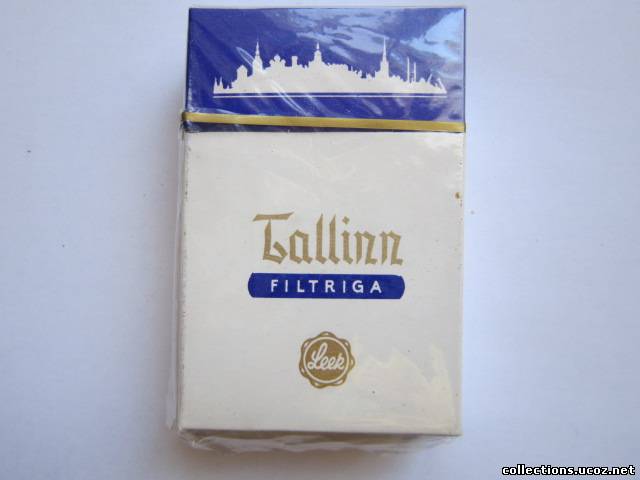 Tallinn
FILTRIGA
Leek
collections.ucoz.net